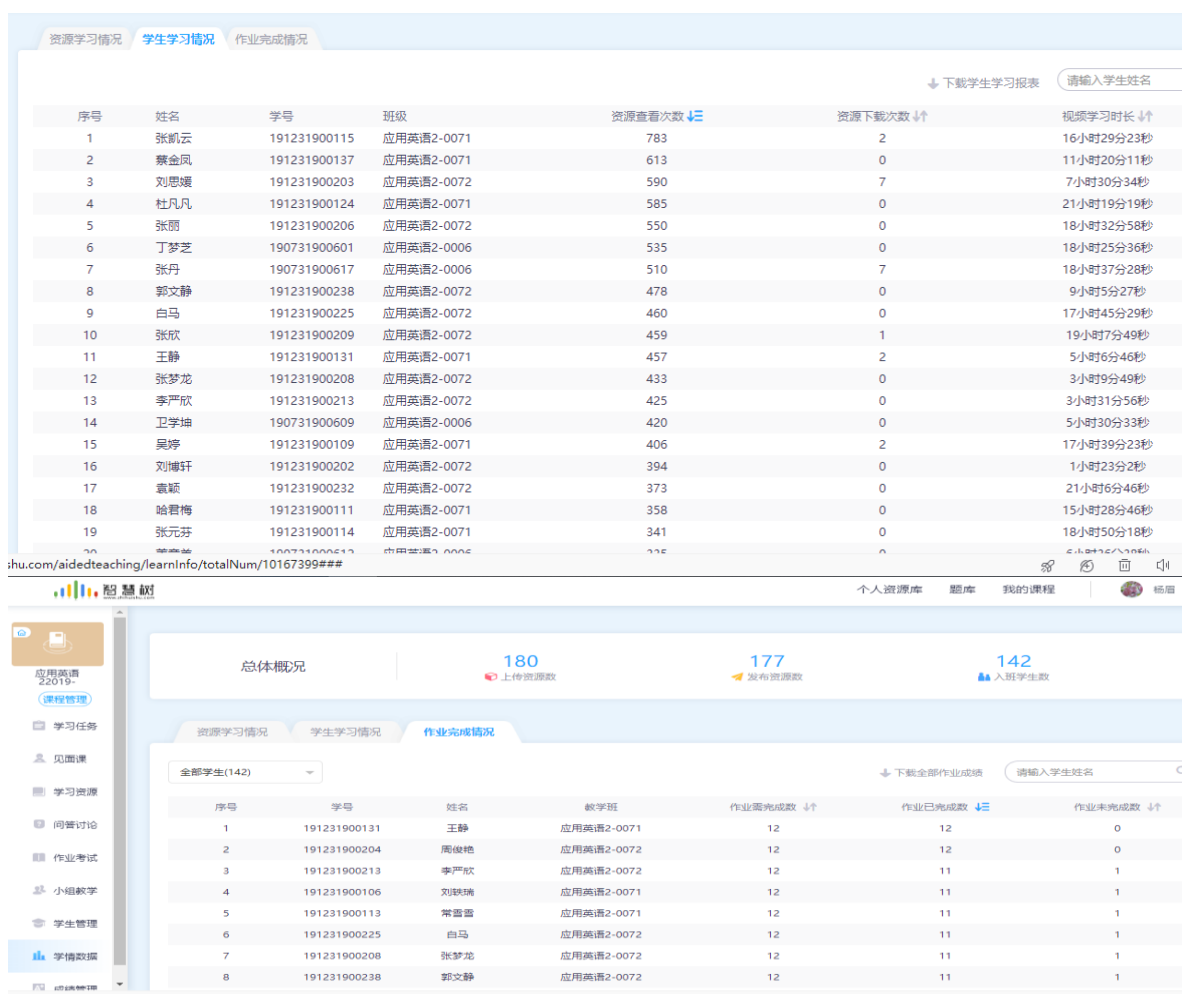 资源学习情况 学生学习情况 作业完成情况
下载学生学习报表 请输入学生姓名
序号 姓名 学号 班级 资源查看次数 资源下载次数 视频学习时长
1 张凯云 191231900115 应用英语2-0071 783 2 16小时29分23秒
2 蔡金凤 191231900137 应用英语2-0071 613 0 11小时20分11秒
3 刘思媛 191231900203 应用英语2-0072 590 7 7小时30分34秒
4 杜凡凡 191231900124 应用英语2-0071 585 0 21小时19分19秒
5 张丽 191231900206 应用英语2-0072 550 0 18小时32分58秒
6 丁梦芝 190731900601 应用英语2-0006 535 0 18小时25分36秒
7 张丹 190731900617 应用英语2-0006 510 7 18小时37分28秒
8 郭文静 191231900238 应用英语2-0072 478 0 9小时5分27秒
9 白马 191231900225 应用英语2-0072 460 0 17小时45分29秒
10 张欣 191231900209 应用英语2-0072 459 1 19小时7分49秒
11 王静 191231900131 应用英语2-0071 457 2 5小时6分46秒
12 张梦龙 191231900208 应用英语2-0072 433 0 3小时9分49秒
13 李严欣 191231900213 应用英语2-0072 425 0 3小时31分56秒
14 卫学坤 190731900609 应用英语2-0006 420 0 5小时30分33秒
15 吴婷 191231900109 应用英语2-0071 406 2 17小时39分23秒
16 刘博轩 191231900202 应用英语2-0072 394 0 1小时23分2秒
17 袁颖 191231900232 应用英语2-0072 373 0 21小时6分46秒
18 哈君梅 191231900111 应用英语2-0071 358 0 15小时28分46秒
19 张元芬 191231900114 应用英语2-0071 341 0 18小时50分18秒
shu.com/aidedteaching/learnInfo/totalNum/10167399###
智慧树 个人资源库 题库 我的课程 杨眉
总体概况 180 上传资源数 177 发布资源数 142 入班学生数
应用英语
22019-
课程管理
学习任务
见面课
学习资源
问答讨论
作业考试
小组教学
学生管理
学情数据
成绩管理
资源学习情况 学生学习情况 作业完成情况
全部学生(142) 下载全部作业成绩 请输入学生姓名
序号 学号 姓名 教学班 作业需完成数 作业已完成数 作业未完成数
1 191231900131 王静 应用英语2-0071 12 12 0
2 191231900204 周俊艳 应用英语2-0072 12 12 0
3 191231900213 李严欣 应用英语2-0072 12 11 1
4 191231900106 刘轶瑞 应用英语2-0071 12 11 1
5 191231900113 常雪雪 应用英语2-0071 12 11 1
6 191231900225 白马 应用英语2-0072 12 11 1
7 191231900208 张梦龙 应用英语2-0072 12 11 1
8 191231900238 郭文静 应用英语2-0072 12 11 1